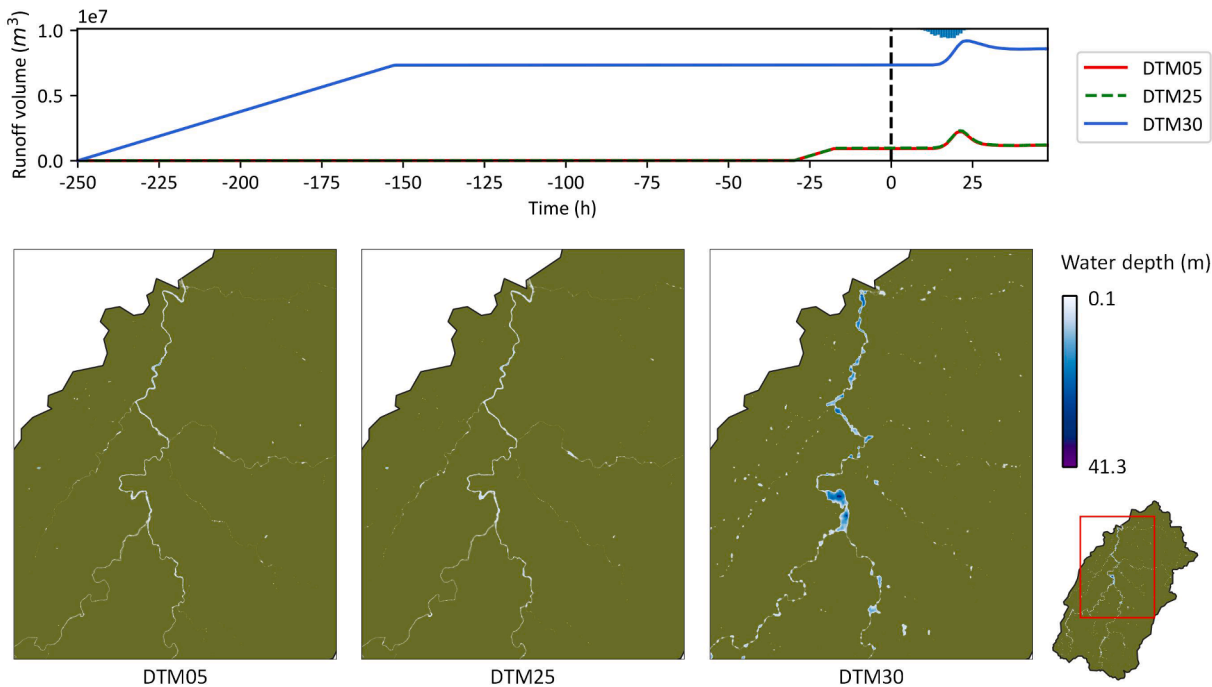 1e7
Runoff volume (m³)
1.0
0.5
0.0
-250 -225 -200 -175 -150 -125 -100 -75 -50 -25 0 25
Time (h)
DTM05
DTM25
DTM30
Water depth (m)
0.1
41.3
DTM05 DTM25 DTM30